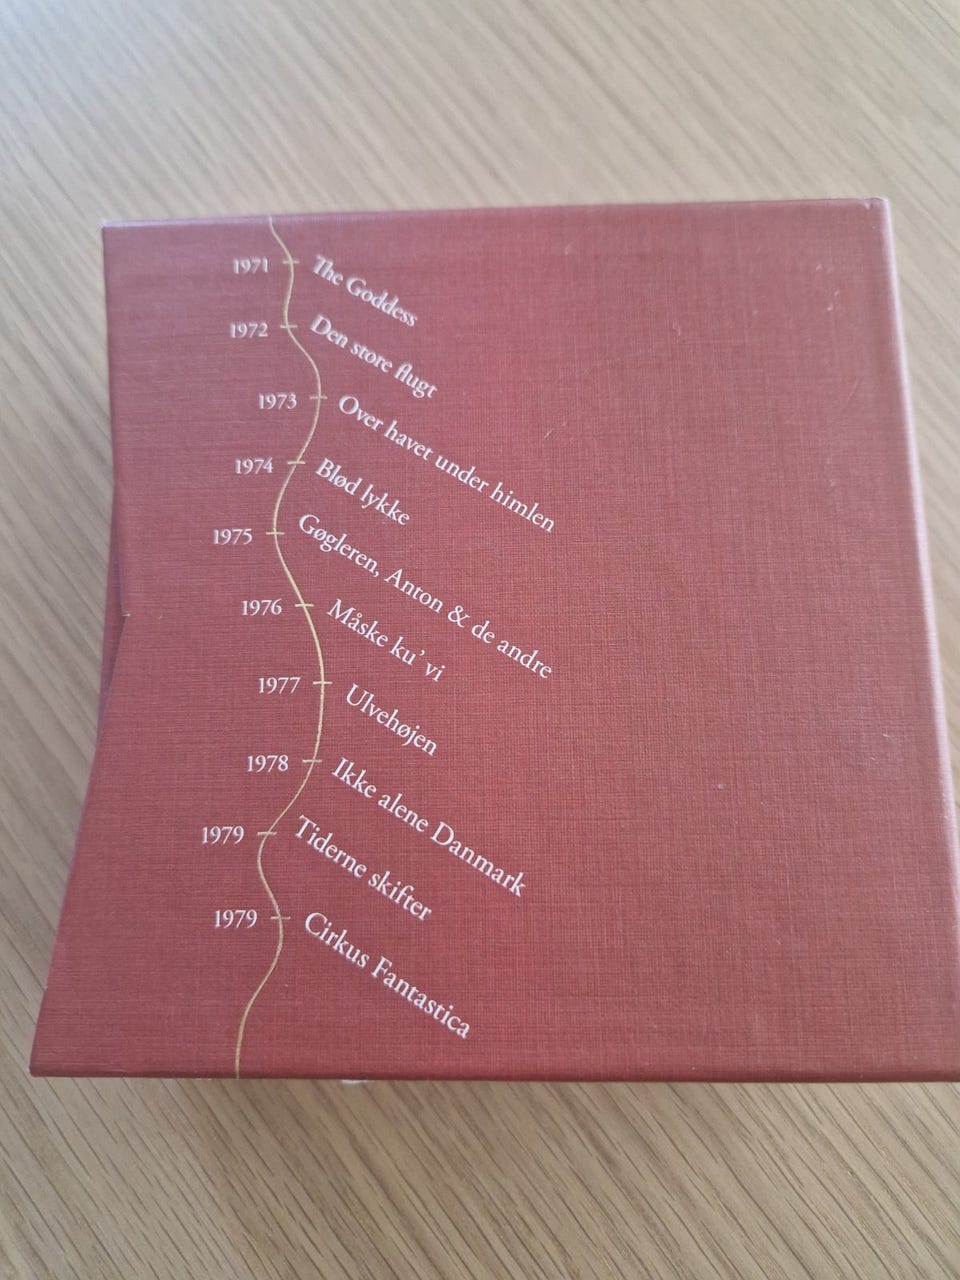 1971 The Goddess
1972 Den store flugt
1973 Over havet under himlen
1974 Blød lykke
1975 Gøgleren, Anton & de andre
1976 Måske ku' vi
1977 Ulvehøjen
1978 Ikke alene Danmark
1979 Tiderne skifter
1979 Cirkus Fantastica